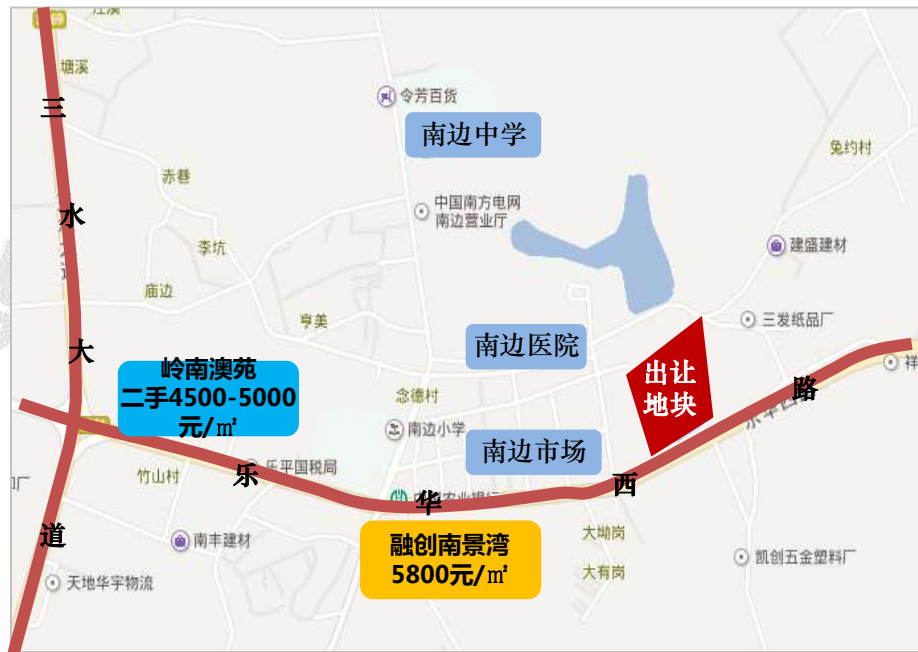 江溪
塘溪
三
水
大
道
令芳百货
南边中学
兔约村
赤巷
中国南方电网
南边营业厅
李坑
建盛建材
庙边
亨美
三发纸品厂
南边医院
岭南澳苑
二手4500-5000
元/㎡
出让
地块
祥
念德村
南边小学
南边市场
乐
华
西
路
乐平国税局
竹山村
南丰建材
融创南景湾
5800元/㎡
大坳岗
大有岗
凯创五金塑料厂
天地华宇物流